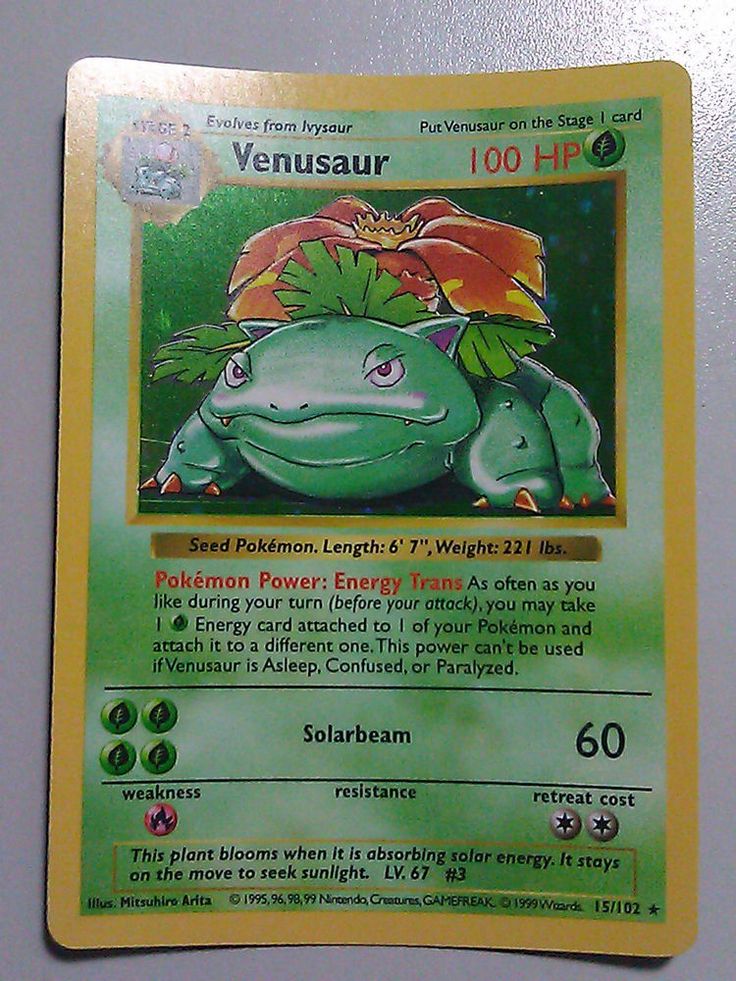 STAGE 2
Evolves from Ivysaur
Put Venusaur on the Stage 1 card
Venusaur
100 HP
Seed Pokémon. Length: 6' 7", Weight: 221 lbs.
Pokémon Power: Energy Trans As often as you
like during your turn (before your attack), you may take
1 Energy card attached to 1 of your Pokémon and
attach it to a different one. This power can't be used
if Venusaur is Asleep, Confused, or Paralyzed.
Solarbeam
60
weakness
resistance
retreat cost
This plant blooms when it is absorbing solar energy. It stays
on the move to seek sunlight. LV. 67 #3
Illus. Mitsuhiro Arita
© 1995, 96, 98, 99 Nintendo, Creatures, GAMEFREAK. © 1999 Wizards.
15/102 ★